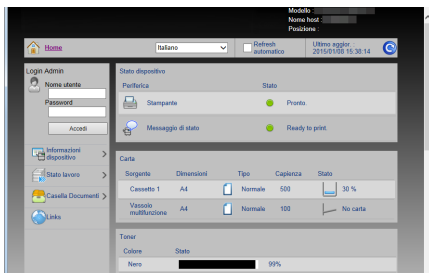 Modello :
Nome host :
Posizione :
Home
Italiano
Refresh automatico
Ultimo aggior. :
2015/01/08 15:38:14
Login Admin
Nome utente
Password
Accedi
Informazioni dispositivo
Stato lavoro
Casella Documenti
Links
Stato dispositivo
Periferica Stato
Stampante Pronto.
Messaggio di stato Ready to print.
Carta
Sorgente Dimensioni Tipo Capienza Stato
Cassetto 1 A4 Normale 500 30 %
Vassoio multifunzione A4 Normale 100 No carta
Toner
Colore Stato
Nero 99%